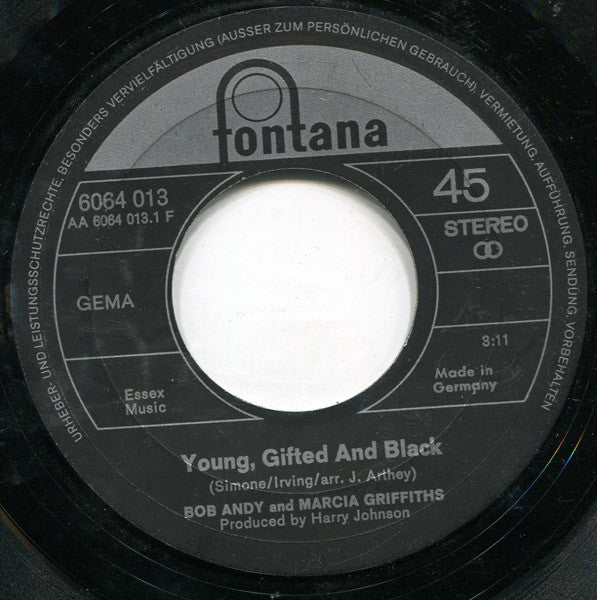 URHEBER- UND LEISTUNGSSCHUTZRECHTE, BESONDERS VERVIELFÄLTIGUNG (AUSSER ZUM PERSÖNLICHEN GEBRAUCH), VERMIETUNG, AUFFÜHRUNG, SENDUNG, VORBEHALTEN
fontana
6064 013
AA 6064 013.1 F
45
STEREO
GEMA
3:11
Made in
Germany
Essex
Music
Young, Gifted And Black
(Simone/Irving/arr. J. Arthey)
BOB ANDY and MARCIA GRIFFITHS
Produced by Harry Johnson